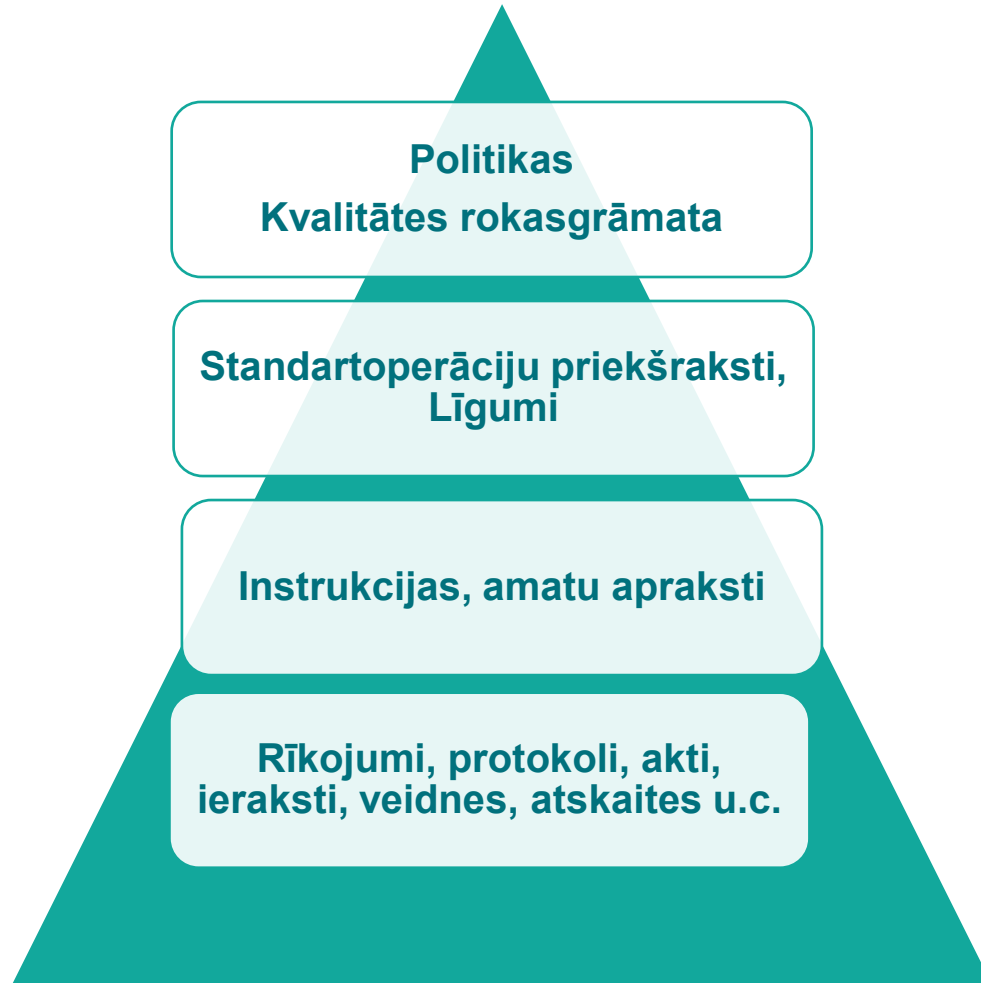 Politikas
Kvalitātes rokasgrāmata
Standartoperāciju priekšraksti,
Līgumi
Instrukcijas, amatu apraksti
Rīkojumi, protokoli, akti,
ieraksti, veidnes, atskaites u.c.